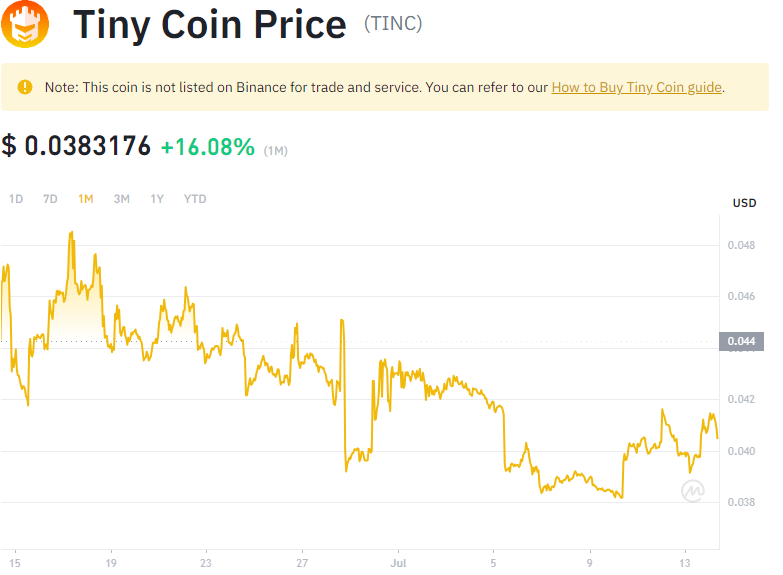 Tiny Coin Price (TINC)
Note: This coin is not listed on Binance for trade and service. You can refer to our How to Buy Tiny Coin guide.
$ 0.0383176 +16.08% (1M)
1D 7D 1M 3M 1Y YTD
USD
0.048
0.046
0.044
0.042
0.040
0.038
15 19 23 27 Jul 5 9 13